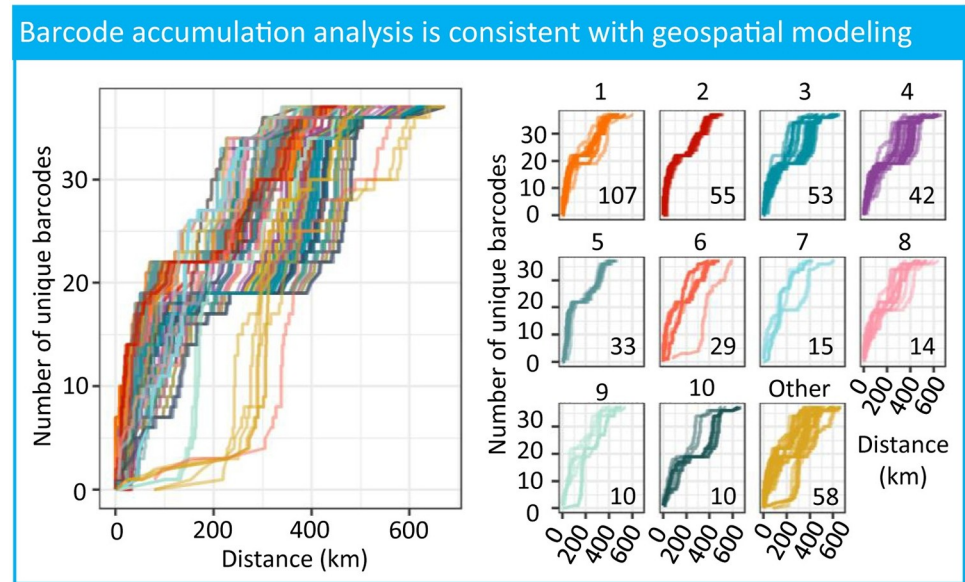 Barcode accumulation analysis is consistent with geospatial modeling
Number of unique barcodes
30
20
10
0
0 200 400 600
Distance (km)
Number of unique barcodes
1 2 3 4
30
20
10
0
107 55 53 42
5 6 7 8
30
20
10
0
33 29 15 14
0 200 400 600
Distance
(km)
9 10 Other
30
20
10
0
10 10 58
0 200 400 600 0 200 400 600 0 200 400 600